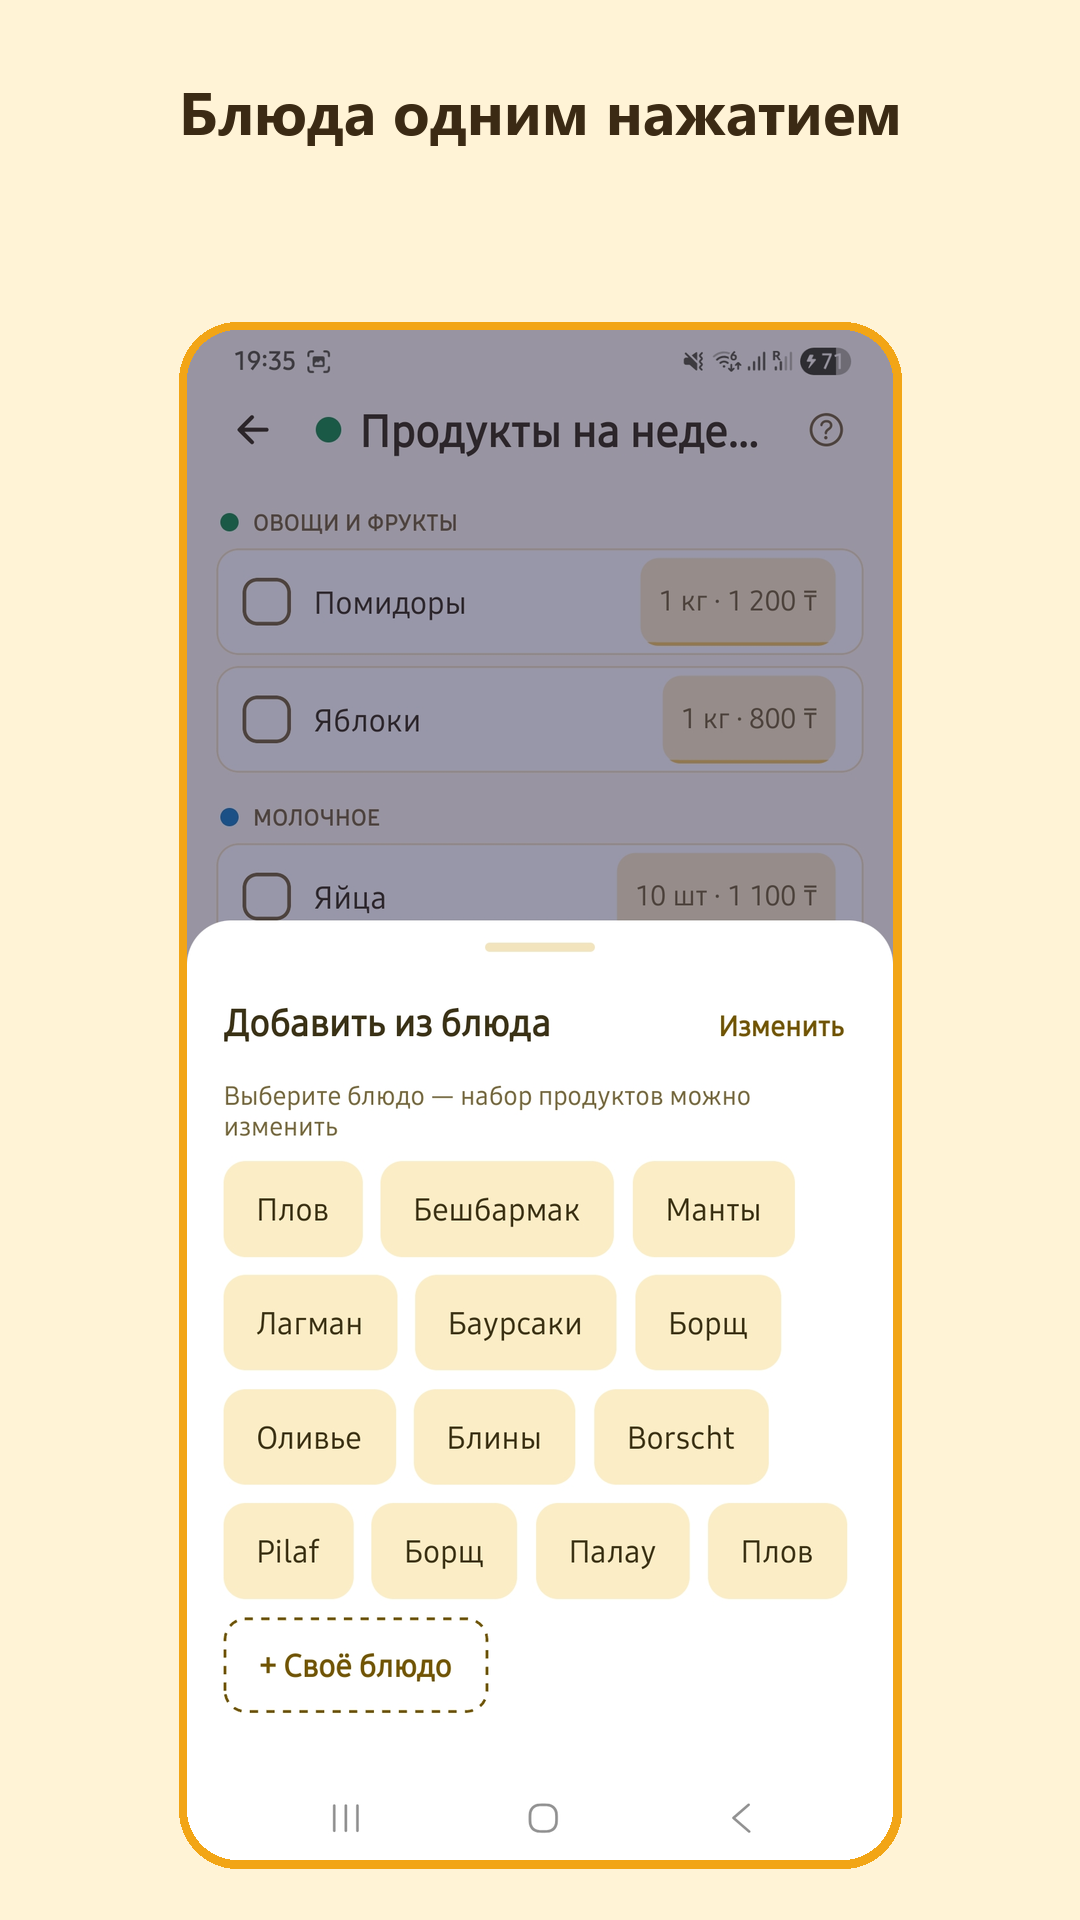 Блюда одним нажатием
19:35 71
Продукты на неде...
ОВОЩИ И ФРУКТЫ
Помидоры 1 кг · 1 200 ₸
Яблоки 1 кг · 800 ₸
МОЛОЧНОЕ
Яйца 10 шт · 1 100 ₸
Добавить из блюда Изменить
Выберите блюдо — набор продуктов можно
изменить
Плов Бешбармак Манты
Лагман Баурсаки Борщ
Оливье Блины Borscht
Pilaf Борщ Палау Плов
+ Своё блюдо